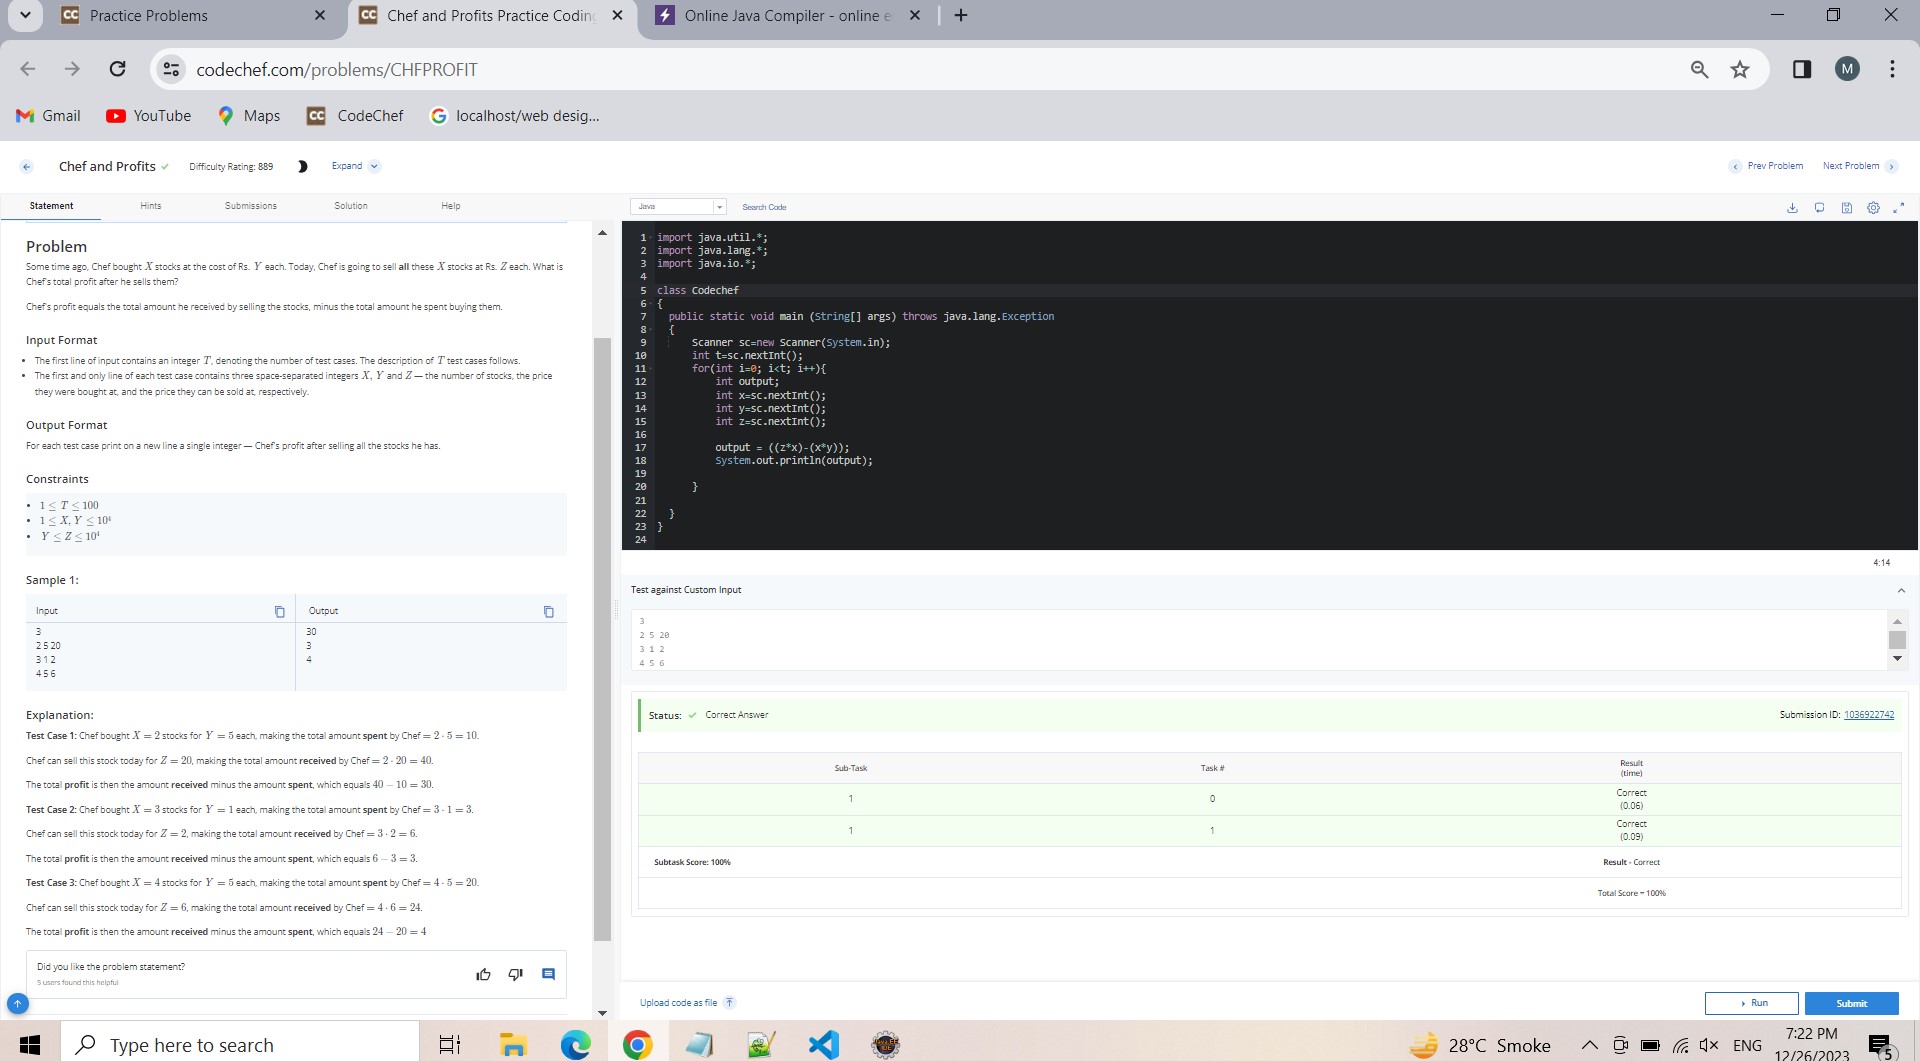 Practice Problems
Chef and Profits Practice Coding
Online Java Compiler - online e
codechef.com/problems/CHFPROFIT
M
Gmail
YouTube
Maps
CodeChef
localhost/web desig...
Chef and Profits
Difficulty Rating: 889
Expand
Prev Problem
Next Problem
Statement
Hints
Submissions
Solution
Help
Problem
Some time ago, Chef bought X stocks at the cost of Rs. Y each. Today, Chef is going to sell all these X stocks at Rs. Z each. What is
Chef's total profit after he sells them?
Chef's profit equals the total amount he received by selling the stocks, minus the total amount he spent buying them.
Input Format
• The first line of input contains an integer T, denoting the number of test cases. The description of T test cases follows.
• The first and only line of each test case contains three space-separated integers X, Y and Z — the number of stocks, the price
they were bought at, and the price they can be sold at, respectively.
Output Format
For each test case print on a new line a single integer — Chef's profit after selling all the stocks he has.
Constraints
• 1 ≤ T ≤ 100
• 1 ≤ X, Y ≤ 10⁴
• Y ≤ Z ≤ 10⁴
Sample 1:
Input
3
2 5 20
3 1 2
4 5 6
Output
30
3
4
Explanation:
Test Case 1: Chef bought X = 2 stocks for Y = 5 each, making the total amount spent by Chef = 2 · 5 = 10.
Chef can sell this stock today for Z = 20, making the total amount received by Chef = 2 · 20 = 40.
The total profit is then the amount received minus the amount spent, which equals 40 − 10 = 30.
Test Case 2: Chef bought X = 3 stocks for Y = 1 each, making the total amount spent by Chef = 3 · 1 = 3.
Chef can sell this stock today for Z = 2, making the total amount received by Chef = 3 · 2 = 6.
The total profit is then the amount received minus the amount spent, which equals 6 − 3 = 3.
Test Case 3: Chef bought X = 4 stocks for Y = 5 each, making the total amount spent by Chef = 4 · 5 = 20.
Chef can sell this stock today for Z = 6, making the total amount received by Chef = 4 · 6 = 24.
The total profit is then the amount received minus the amount spent, which equals 24 − 20 = 4
Did you like the problem statement?
5 users found this helpful
Java
Search Code
1 import java.util.*;
2 import java.lang.*;
3 import java.io.*;
4
5 class Codechef
6 {
7 public static void main (String[] args) throws java.lang.Exception
8 {
9 Scanner sc=new Scanner(System.in);
10 int t=sc.nextInt();
11 for(int i=0; i<t; i++){
12 int output;
13 int x=sc.nextInt();
14 int y=sc.nextInt();
15 int z=sc.nextInt();
16
17 output = ((z*x)-(x*y));
18 System.out.println(output);
19
20 }
21
22 }
23 }
24
4:14
Test against Custom Input
3
2 5 20
3 1 2
4 5 6
Status: Correct Answer
Submission ID: 1036922742
Sub-Task Task # Result
(time)
1 0 Correct
(0.06)
1 1 Correct
(0.09)
Subtask Score: 100% Result - Correct
Total Score = 100%
Upload code as file
Run
Submit
Type here to search
28°C Smoke
ENG
7:22 PM
12/26/2023
5